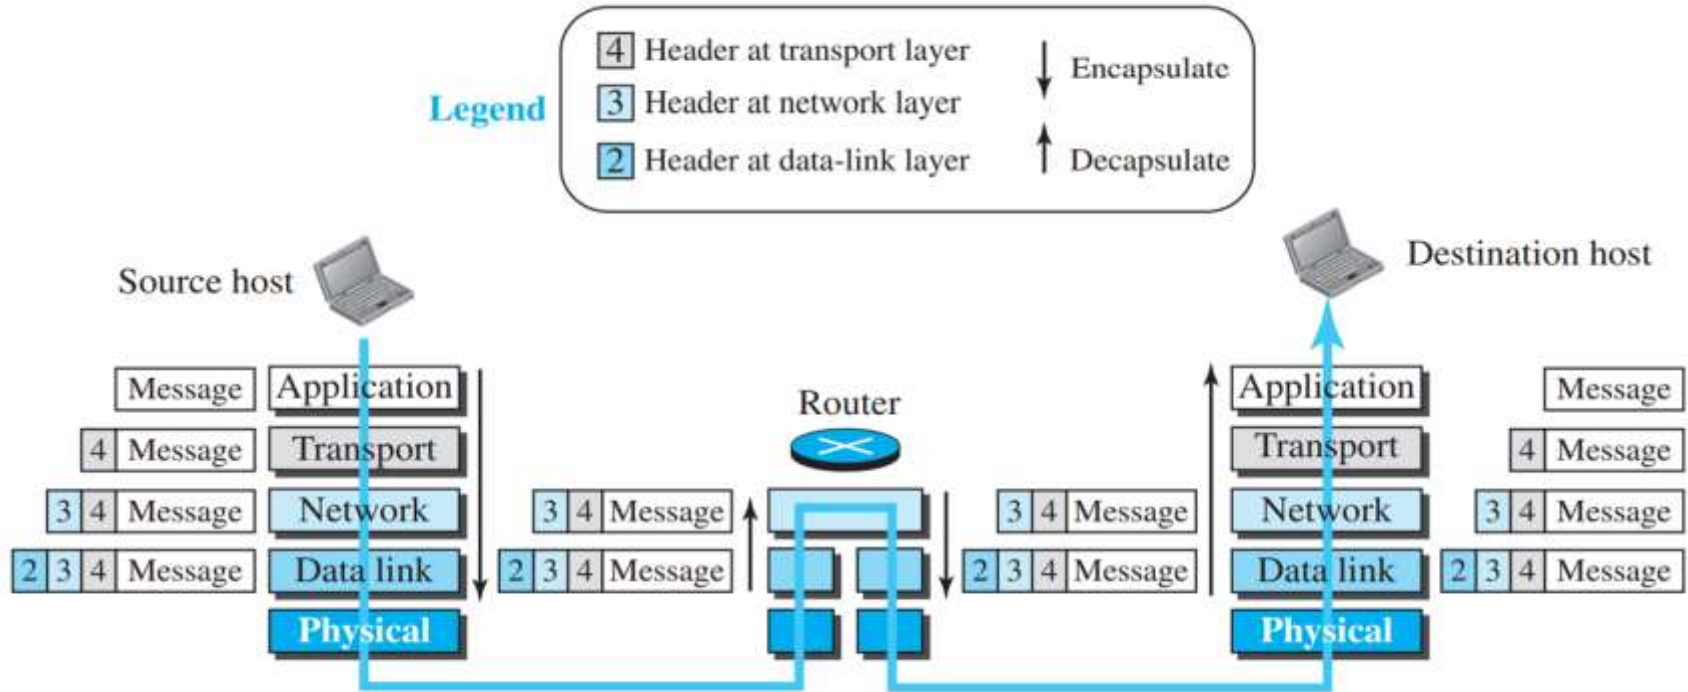 Legend
4 Header at transport layer
3 Header at network layer
2 Header at data-link layer
Encapsulate
Decapsulate
Source host
Destination host
Router
Message Application
4 Message Transport
3 4 Message Network
2 3 4 Message Data link
Physical
3 4 Message
2 3 4 Message
3 4 Message
2 3 4 Message
Application Message
Transport 4 Message
Network 3 4 Message
Data link 2 3 4 Message
Physical